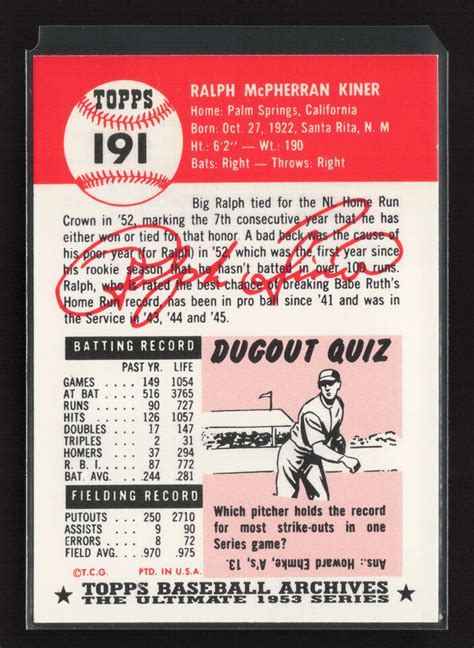 TOPPS
191
RALPH McPHERRAN KINER
Home: Palm Springs, California
Born: Oct. 27, 1922, Santa Rita, N. M
Ht.: 6'2" — Wt.: 190
Bats: Right — Throws: Right
Big Ralph tied for the NL Home Run
Crown in '52, marking the 7th consecutive year that he has
either won or tied for that honor. A bad back was the cause of
his poor year (for Ralph) in '52 which was the first year since
his rookie season that he hasn't batted in over 100 runs.
Ralph, who is rated the best chance of breaking Babe Ruth's
Home Run record, has been in pro ball since '41 and was in
the Service in '43, '44 and '45.
Ralph Kiner
BATTING RECORD
PAST YR. LIFE
GAMES 149 1054
AT BAT 516 3765
RUNS 90 727
HITS 126 1057
DOUBLES 17 147
TRIPLES 2 31
HOMERS 37 294
R. B. I. 87 772
BAT. AVG. .244 .281
FIELDING RECORD
PUTOUTS 250 2710
ASSISTS 9 90
ERRORS 8 72
FIELD AVG. .970 .975
©T.C.G. PTD. IN U.S.A.
DUGOUT QUIZ
Which pitcher holds the record
for most strike-outs in one
Series game?
Ans.: Howard Ehmke, A's, 13.
★ TOPPS BASEBALL ARCHIVES ★
THE ULTIMATE 1953 SERIES